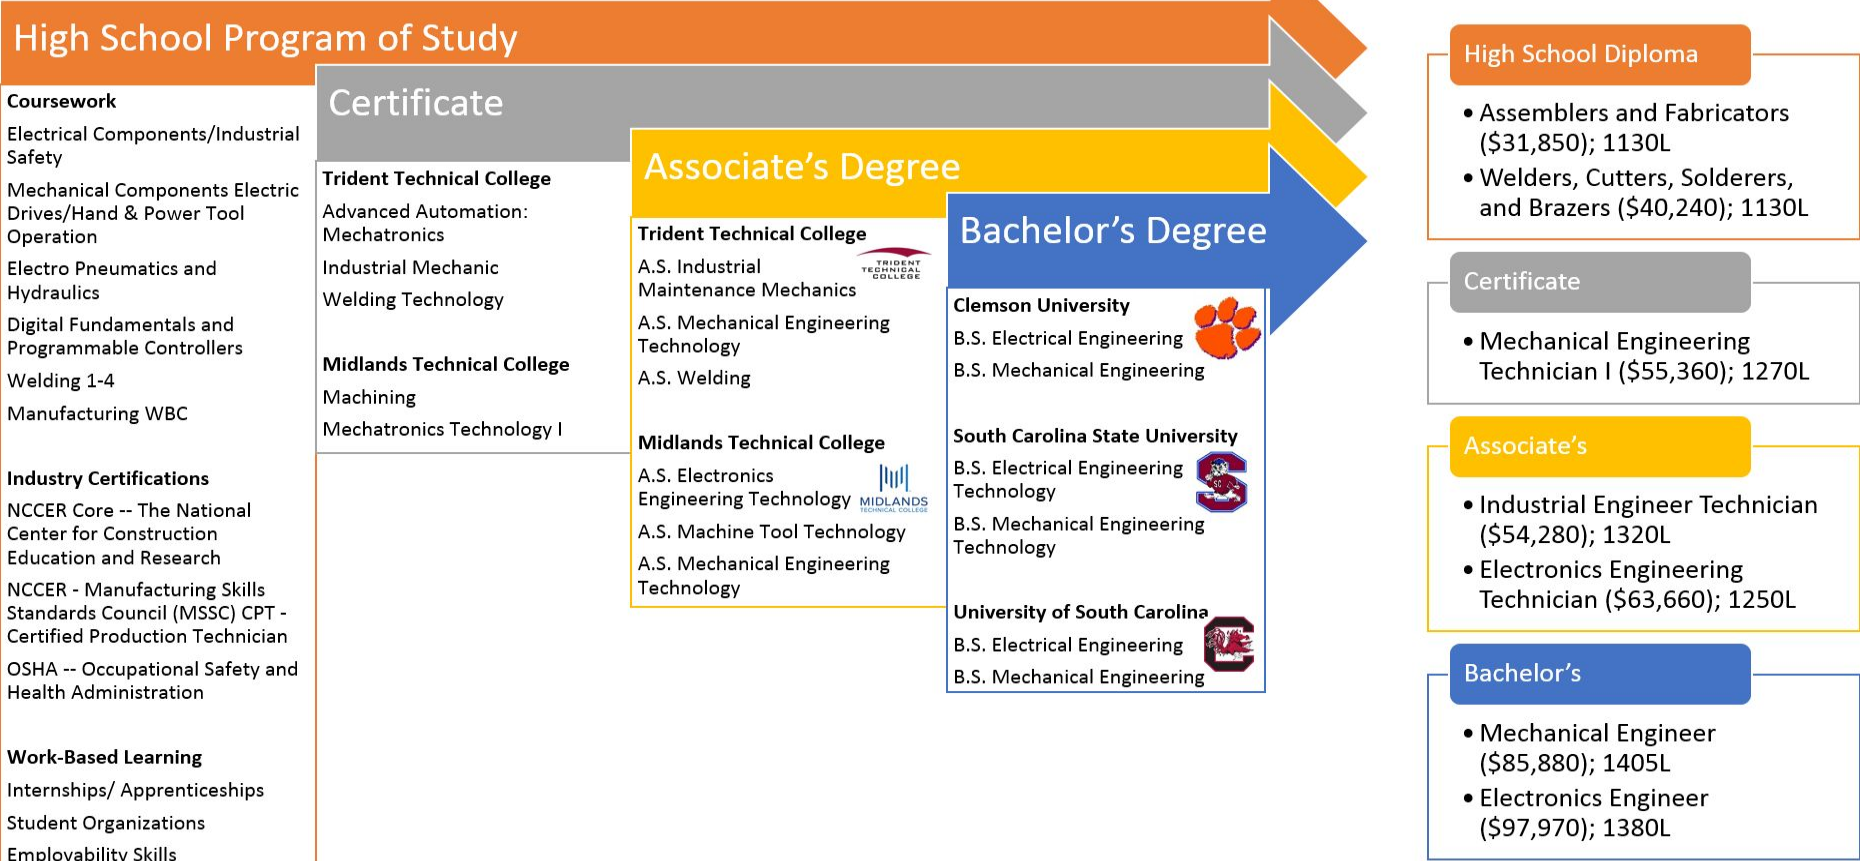 High School Program of Study
Coursework
Electrical Components/Industrial
Safety
Mechanical Components Electric
Drives/Hand & Power Tool
Operation
Electro Pneumatics and
Hydraulics
Digital Fundamentals and
Programmable Controllers
Welding 1-4
Manufacturing WBC
Industry Certifications
NCCER Core -- The National
Center for Construction
Education and Research
NCCER - Manufacturing Skills
Standards Council (MSSC) CPT -
Certified Production Technician
OSHA -- Occupational Safety and
Health Administration
Work-Based Learning
Internships/ Apprenticeships
Student Organizations
Employability Skills
Certificate
Trident Technical College
Advanced Automation:
Mechatronics
Industrial Mechanic
Welding Technology
Midlands Technical College
Machining
Mechatronics Technology I
Associate's Degree
Trident Technical College
A.S. Industrial
Maintenance Mechanics
A.S. Mechanical Engineering
Technology
A.S. Welding
TRIDENT
TECHNICAL
COLLEGE
Midlands Technical College
A.S. Electronics
Engineering Technology
A.S. Machine Tool Technology
A.S. Mechanical Engineering
Technology
MIDLANDS
TECHNICAL COLLEGE
Bachelor's Degree
Clemson University
B.S. Electrical Engineering
B.S. Mechanical Engineering
South Carolina State University
B.S. Electrical Engineering
Technology
B.S. Mechanical Engineering
Technology
SC
University of South Carolina
B.S. Electrical Engineering
B.S. Mechanical Engineering
High School Diploma
• Assemblers and Fabricators
($31,850); 1130L
• Welders, Cutters, Solderers,
and Brazers ($40,240); 1130L
Certificate
• Mechanical Engineering
Technician I ($55,360); 1270L
Associate's
• Industrial Engineer Technician
($54,280); 1320L
• Electronics Engineering
Technician ($63,660); 1250L
Bachelor's
• Mechanical Engineer
($85,880); 1405L
• Electronics Engineer
($97,970); 1380L